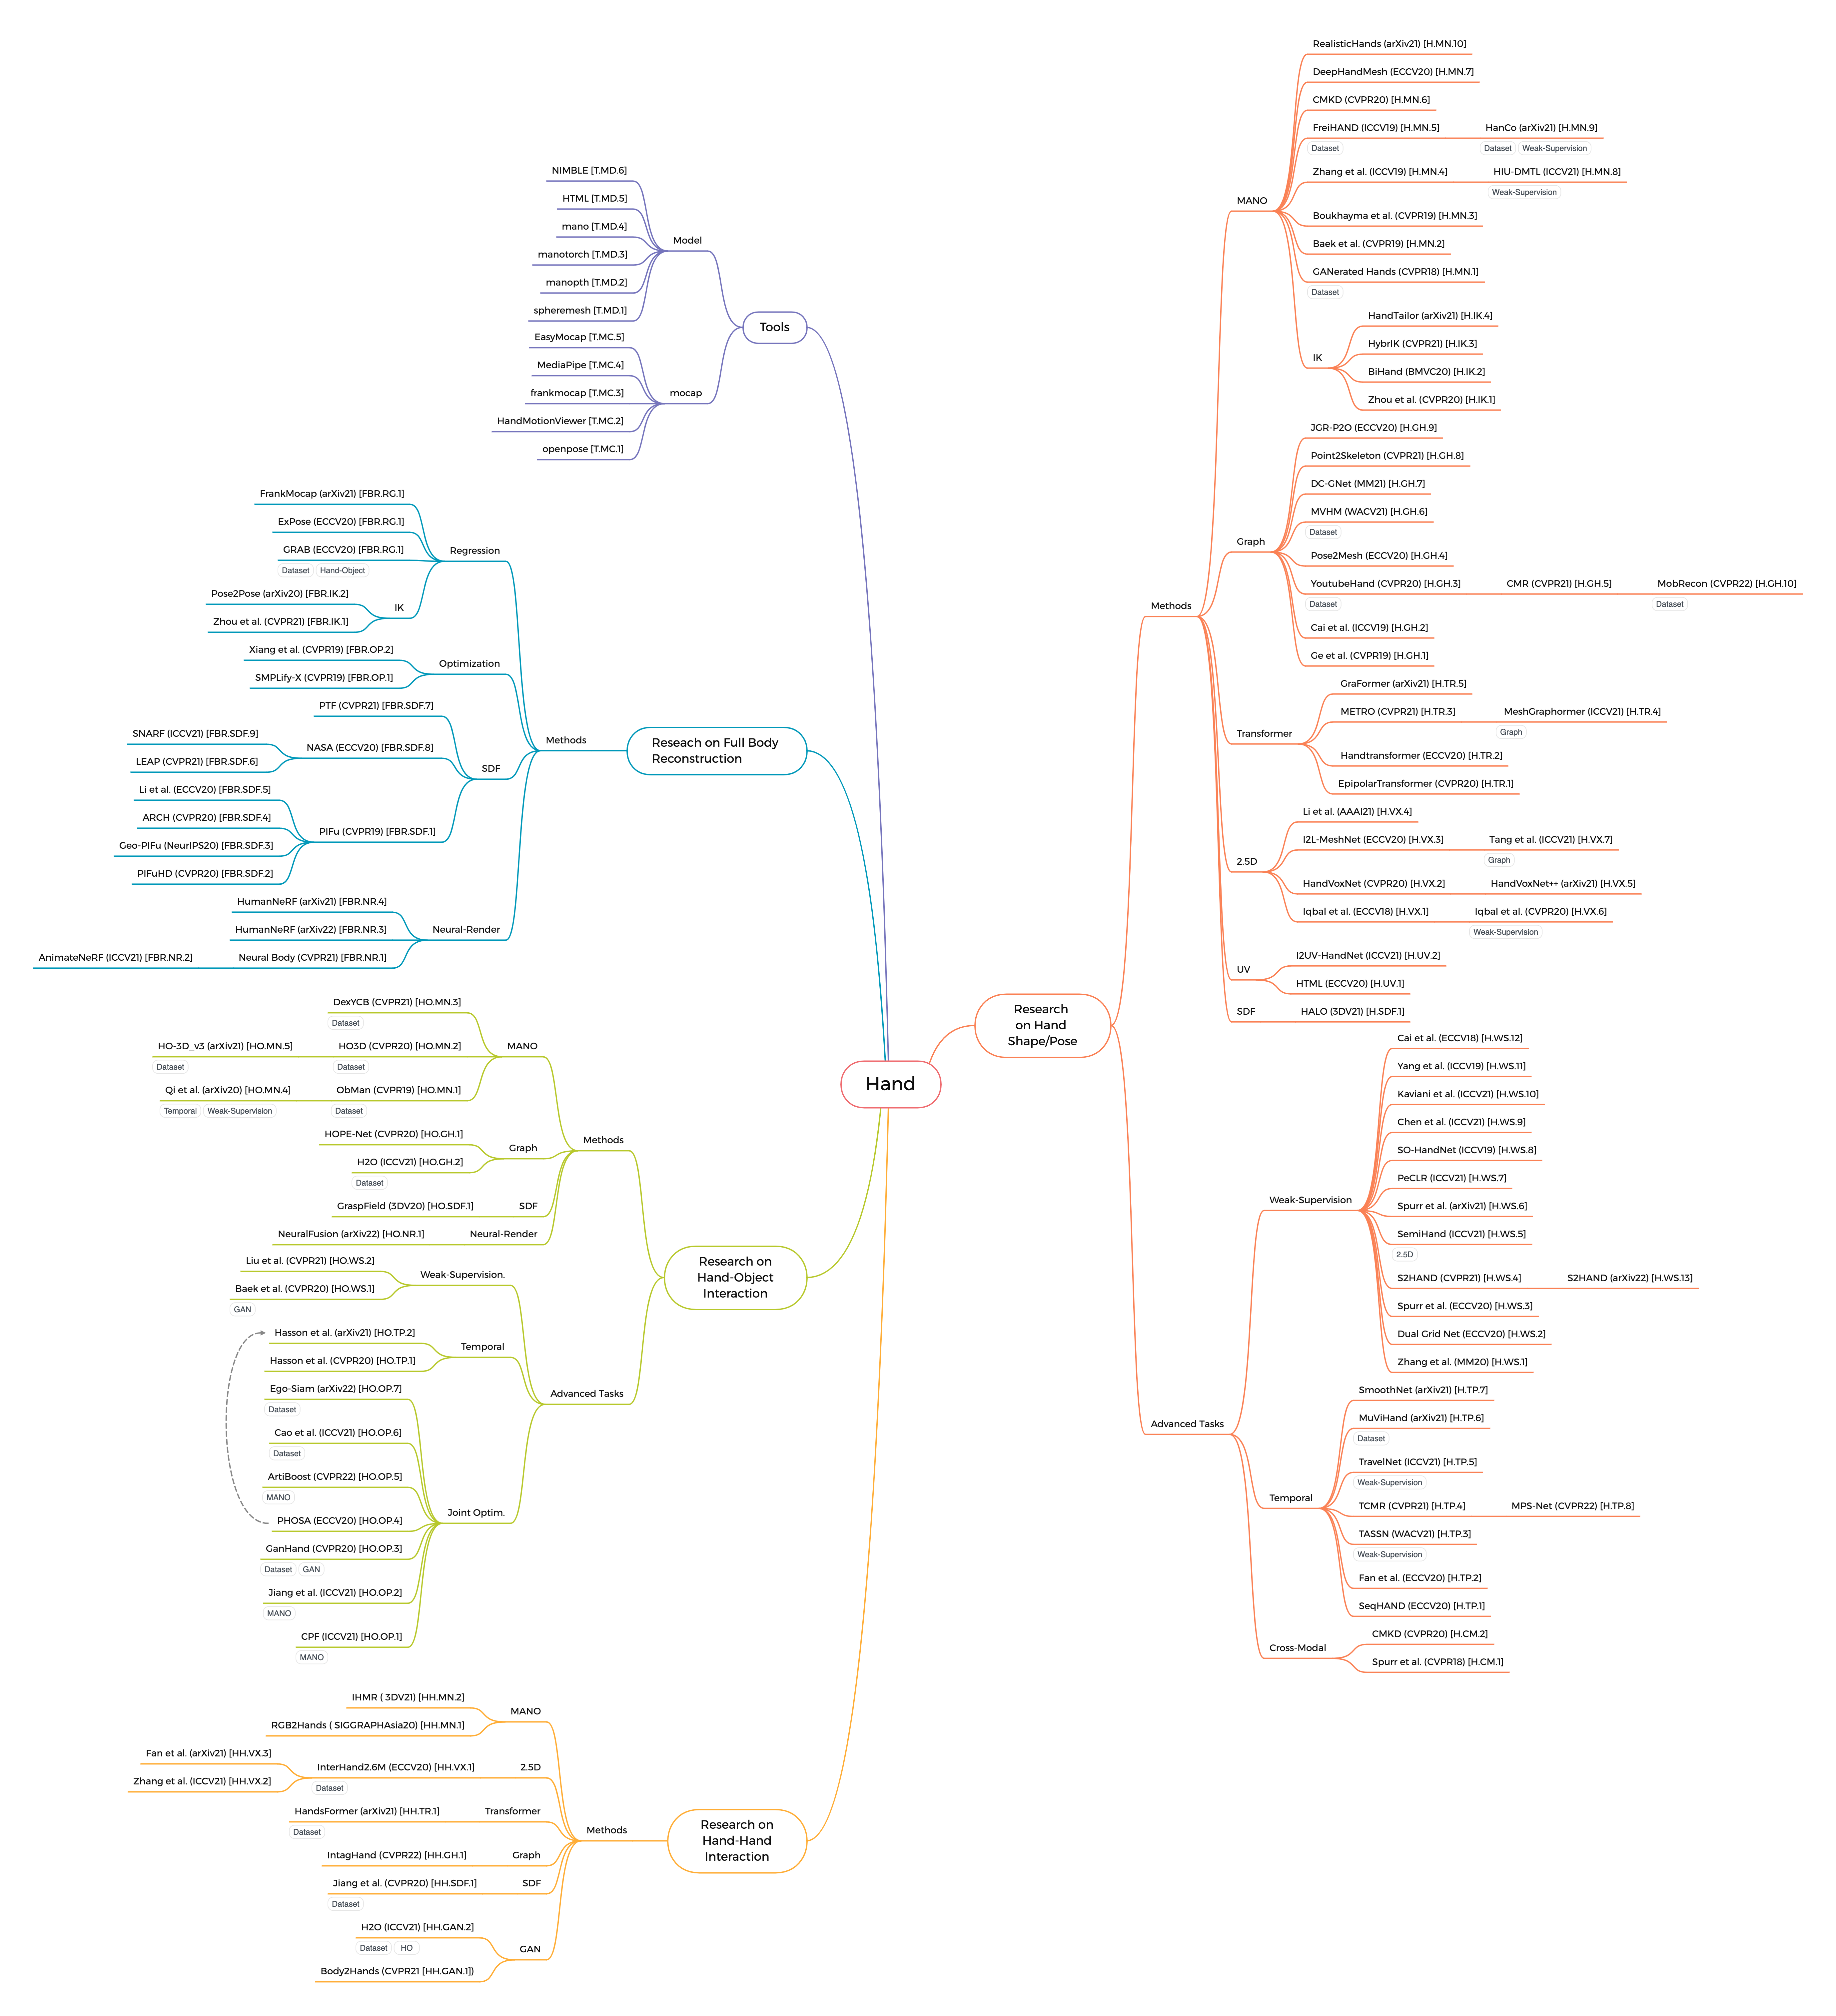 Hand
Tools
Model
NIMBLE [T.MD.6]
HTML [T.MD.5]
mano [T.MD.4]
manotorch [T.MD.3]
manopth [T.MD.2]
spheremesh [T.MD.1]
mocap
EasyMocap [T.MC.5]
MediaPipe [T.MC.4]
frankmocap [T.MC.3]
HandMotionViewer [T.MC.2]
openpose [T.MC.1]
Reseach on Full Body
Reconstruction
Methods
Regression
FrankMocap (arXiv21) [FBR.RG.1]
ExPose (ECCV20) [FBR.RG.1]
GRAB (ECCV20) [FBR.RG.1]
Dataset Hand-Object
IK
Pose2Pose (arXiv20) [FBR.IK.2]
Zhou et al. (CVPR21) [FBR.IK.1]
Optimization
Xiang et al. (CVPR19) [FBR.OP.2]
SMPLify-X (CVPR19) [FBR.OP.1]
SDF
PTF (CVPR21) [FBR.SDF.7]
NASA (ECCV20) [FBR.SDF.8]
SNARF (ICCV21) [FBR.SDF.9]
LEAP (CVPR21) [FBR.SDF.6]
PIFu (CVPR19) [FBR.SDF.1]
Li et al. (ECCV20) [FBR.SDF.5]
ARCH (CVPR20) [FBR.SDF.4]
Geo-PIFu (NeurIPS20) [FBR.SDF.3]
PIFuHD (CVPR20) [FBR.SDF.2]
Neural-Render
HumanNeRF (arXiv21) [FBR.NR.4]
HumanNeRF (arXiv22) [FBR.NR.3]
Neural Body (CVPR21) [FBR.NR.1]
AnimateNeRF (ICCV21) [FBR.NR.2]
Research on
Hand-Object
Interaction
Methods
MANO
DexYCB (CVPR21) [HO.MN.3]
Dataset
HO3D (CVPR20) [HO.MN.2]
Dataset
HO-3D_v3 (arXiv21) [HO.MN.5]
Dataset
ObMan (CVPR19) [HO.MN.1]
Dataset
Qi et al. (arXiv20) [HO.MN.4]
Temporal Weak-Supervision
Graph
HOPE-Net (CVPR20) [HO.GH.1]
H2O (ICCV21) [HO.GH.2]
Dataset
SDF
GraspField (3DV20) [HO.SDF.1]
Neural-Render
NeuralFusion (arXiv22) [HO.NR.1]
Advanced Tasks
Weak-Supervision.
Liu et al. (CVPR21) [HO.WS.2]
Baek et al. (CVPR20) [HO.WS.1]
GAN
Temporal
Hasson et al. (arXiv21) [HO.TP.2]
Hasson et al. (CVPR20) [HO.TP.1]
Joint Optim.
Ego-Siam (arXiv22) [HO.OP.7]
Dataset
Cao et al. (ICCV21) [HO.OP.6]
Dataset
ArtiBoost (CVPR22) [HO.OP.5]
MANO
PHOSA (ECCV20) [HO.OP.4]
GanHand (CVPR20) [HO.OP.3]
Dataset GAN
Jiang et al. (ICCV21) [HO.OP.2]
MANO
CPF (ICCV21) [HO.OP.1]
MANO
Research on
Hand-Hand
Interaction
Methods
MANO
IHMR ( 3DV21) [HH.MN.2]
RGB2Hands ( SIGGRAPHAsia20) [HH.MN.1]
2.5D
InterHand2.6M (ECCV20) [HH.VX.1]
Dataset
Fan et al. (arXiv21) [HH.VX.3]
Zhang et al. (ICCV21) [HH.VX.2]
Transformer
HandsFormer (arXiv21) [HH.TR.1]
Dataset
Graph
IntagHand (CVPR22) [HH.GH.1]
SDF
Jiang et al. (CVPR20) [HH.SDF.1]
Dataset
GAN
H2O (ICCV21) [HH.GAN.2]
Dataset HO
Body2Hands (CVPR21 [HH.GAN.1])
Research
on Hand
Shape/Pose
Methods
MANO
RealisticHands (arXiv21) [H.MN.10]
DeepHandMesh (ECCV20) [H.MN.7]
CMKD (CVPR20) [H.MN.6]
FreiHAND (ICCV19) [H.MN.5]
Dataset
HanCo (arXiv21) [H.MN.9]
Dataset Weak-Supervision
Zhang et al. (ICCV19) [H.MN.4]
HIU-DMTL (ICCV21) [H.MN.8]
Weak-Supervision
Boukhayma et al. (CVPR19) [H.MN.3]
Baek et al. (CVPR19) [H.MN.2]
GANerated Hands (CVPR18) [H.MN.1]
Dataset
IK
HandTailor (arXiv21) [H.IK.4]
HybrIK (CVPR21) [H.IK.3]
BiHand (BMVC20) [H.IK.2]
Zhou et al. (CVPR20) [H.IK.1]
Graph
JGR-P2O (ECCV20) [H.GH.9]
Point2Skeleton (CVPR21) [H.GH.8]
DC-GNet (MM21) [H.GH.7]
MVHM (WACV21) [H.GH.6]
Dataset
Pose2Mesh (ECCV20) [H.GH.4]
YoutubeHand (CVPR20) [H.GH.3]
Dataset
CMR (CVPR21) [H.GH.5]
MobRecon (CVPR22) [H.GH.10]
Dataset
Cai et al. (ICCV19) [H.GH.2]
Ge et al. (CVPR19) [H.GH.1]
Transformer
GraFormer (arXiv21) [H.TR.5]
METRO (CVPR21) [H.TR.3]
MeshGraphormer (ICCV21) [H.TR.4]
Graph
Handtransformer (ECCV20) [H.TR.2]
EpipolarTransformer (CVPR20) [H.TR.1]
2.5D
Li et al. (AAAI21) [H.VX.4]
I2L-MeshNet (ECCV20) [H.VX.3]
Tang et al. (ICCV21) [H.VX.7]
Graph
HandVoxNet (CVPR20) [H.VX.2]
HandVoxNet++ (arXiv21) [H.VX.5]
Iqbal et al. (ECCV18) [H.VX.1]
Iqbal et al. (CVPR20) [H.VX.6]
Weak-Supervision
UV
I2UV-HandNet (ICCV21) [H.UV.2]
HTML (ECCV20) [H.UV.1]
SDF
HALO (3DV21) [H.SDF.1]
Advanced Tasks
Weak-Supervision
Cai et al. (ECCV18) [H.WS.12]
Yang et al. (ICCV19) [H.WS.11]
Kaviani et al. (ICCV21) [H.WS.10]
Chen et al. (ICCV21) [H.WS.9]
SO-HandNet (ICCV19) [H.WS.8]
PeCLR (ICCV21) [H.WS.7]
Spurr et al. (arXiv21) [H.WS.6]
SemiHand (ICCV21) [H.WS.5]
2.5D
S2HAND (CVPR21) [H.WS.4]
S2HAND (arXiv22) [H.WS.13]
Spurr et al. (ECCV20) [H.WS.3]
Dual Grid Net (ECCV20) [H.WS.2]
Zhang et al. (MM20) [H.WS.1]
Temporal
SmoothNet (arXiv21) [H.TP.7]
MuViHand (arXiv21) [H.TP.6]
Dataset
TravelNet (ICCV21) [H.TP.5]
Weak-Supervision
TCMR (CVPR21) [H.TP.4]
MPS-Net (CVPR22) [H.TP.8]
TASSN (WACV21) [H.TP.3]
Weak-Supervision
Fan et al. (ECCV20) [H.TP.2]
SeqHAND (ECCV20) [H.TP.1]
Cross-Modal
CMKD (CVPR20) [H.CM.2]
Spurr et al. (CVPR18) [H.CM.1]